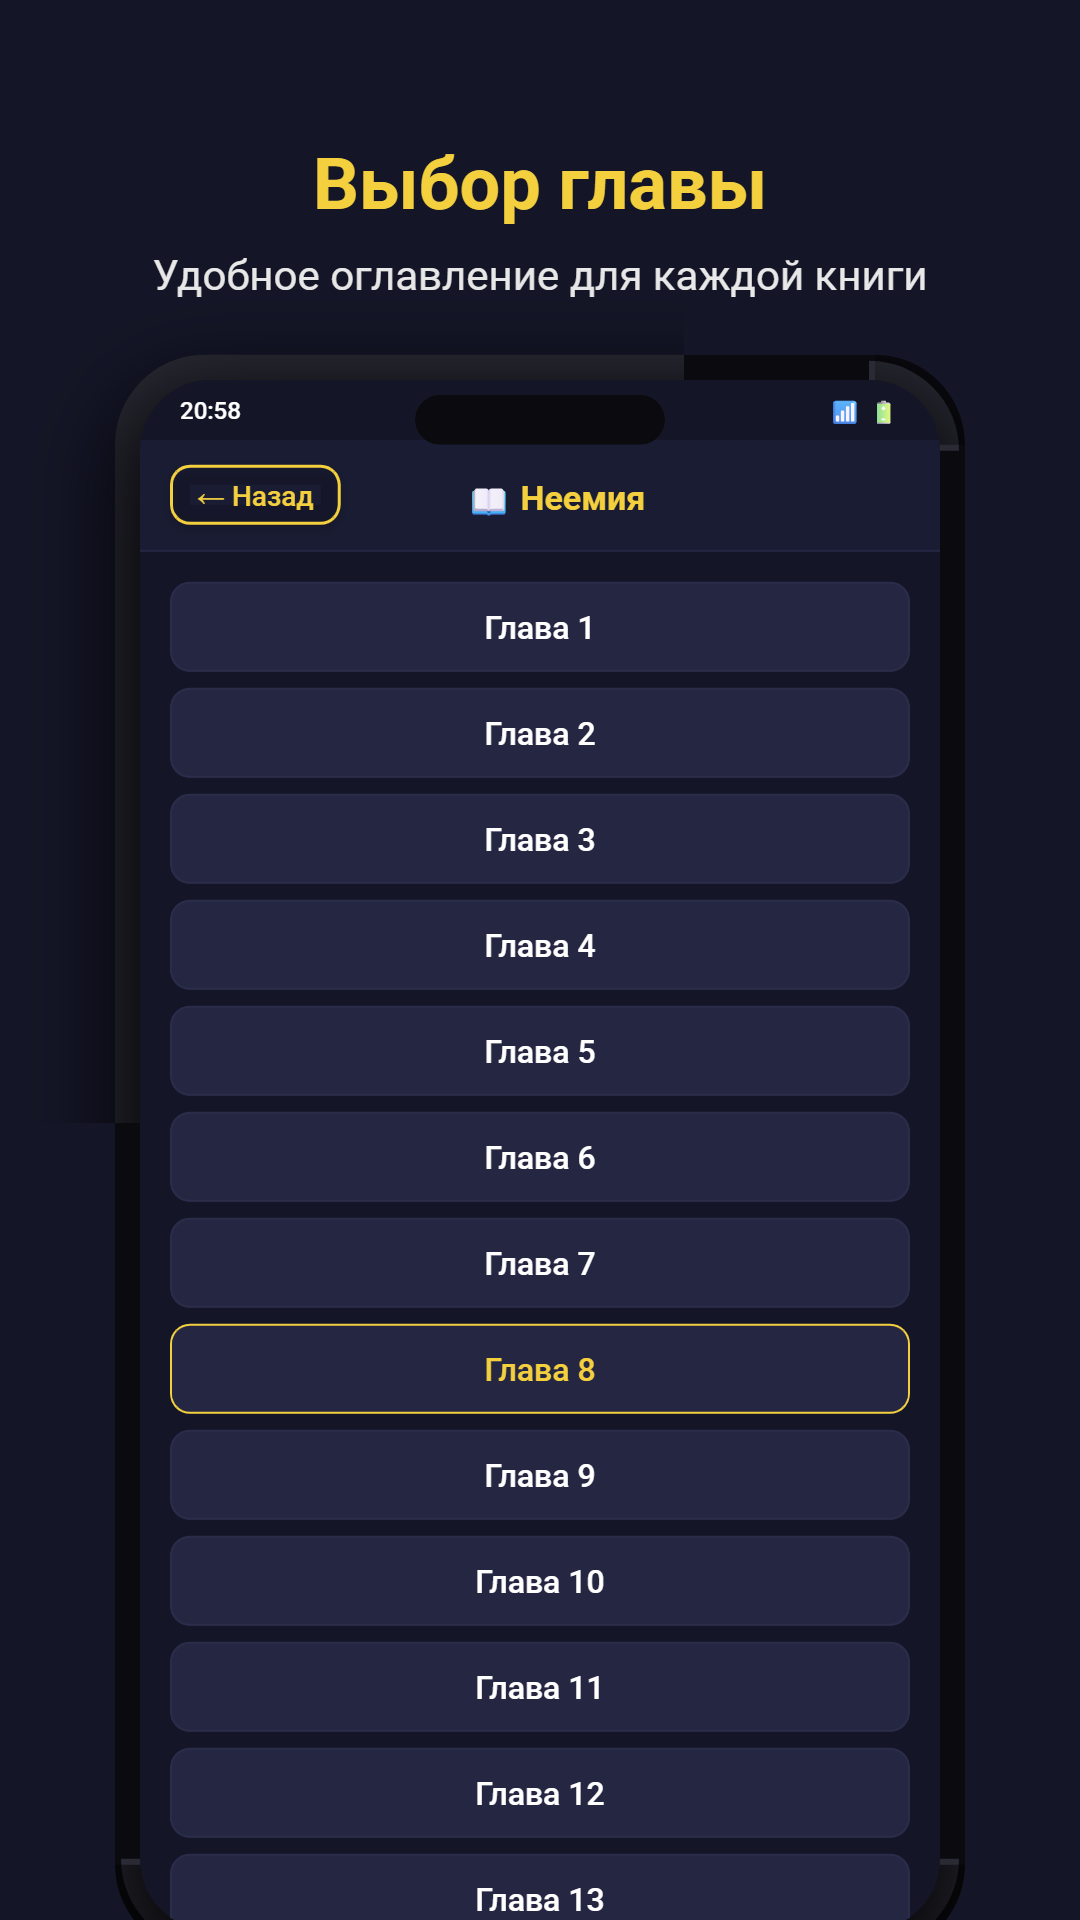 Выбор главы
Удобное оглавление для каждой книги
20:58
← Назад
Неемия
Глава 1
Глава 2
Глава 3
Глава 4
Глава 5
Глава 6
Глава 7
Глава 8
Глава 9
Глава 10
Глава 11
Глава 12
Глава 13